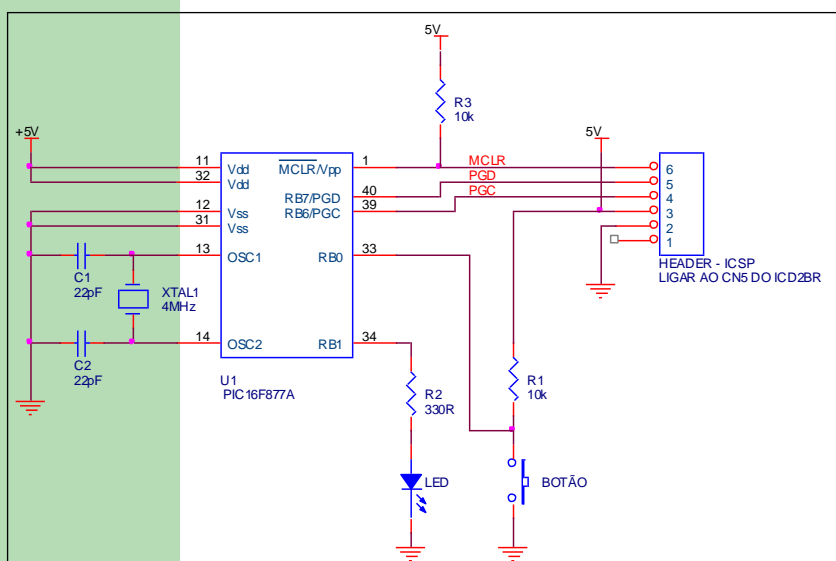 5V
R3
10k
+5V
5V
11
Vdd
MCLR/Vpp
1
MCLR
6
32
Vdd
PGD
5
RB7/PGD
40
PGC
4
12
Vss
RB6/PGC
39
3
31
Vss
2
1
13
OSC1
RB0
33
HEADER - ICSP
LIGAR AO CN5 DO ICD2BR
C1
22pF
XTAL1
4MHz
14
OSC2
RB1
34
C2
22pF
U1
PIC16F877A
R2
330R
R1
10k
LED
BOTÃO